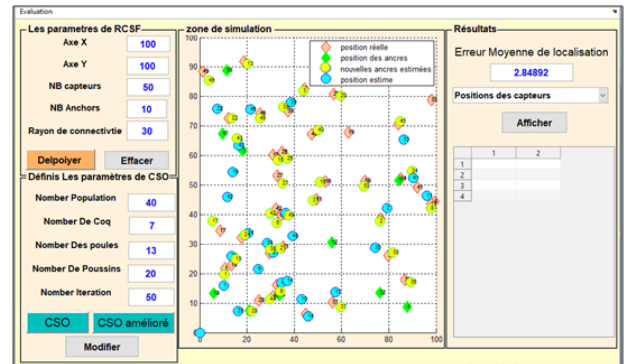 Evaluation
Les parametres de RCSF
Axe X
100
Axe Y
100
NB capteurs
50
NB Anchors
10
Rayon de connectivtie
30
Delpoiyer
Effacer
Définis Les paramètres de CSO
Nomber Population
40
Nomber De Coq
7
Nomber Des poules
13
Nomber De Poussins
20
Nomber Iteration
50
CSO
CSO amélioré
Modifier
zone de simulation
position réelle
position des ancres
nouvelles ancres estimées
position estime
100
90
80
70
60
50
40
30
20
10
0
0 20 40 60 80 100
Résultats
Erreur Moyenne de localisation
2.84892
Positions des capteurs
Afficher
1 2
1
2
3
4